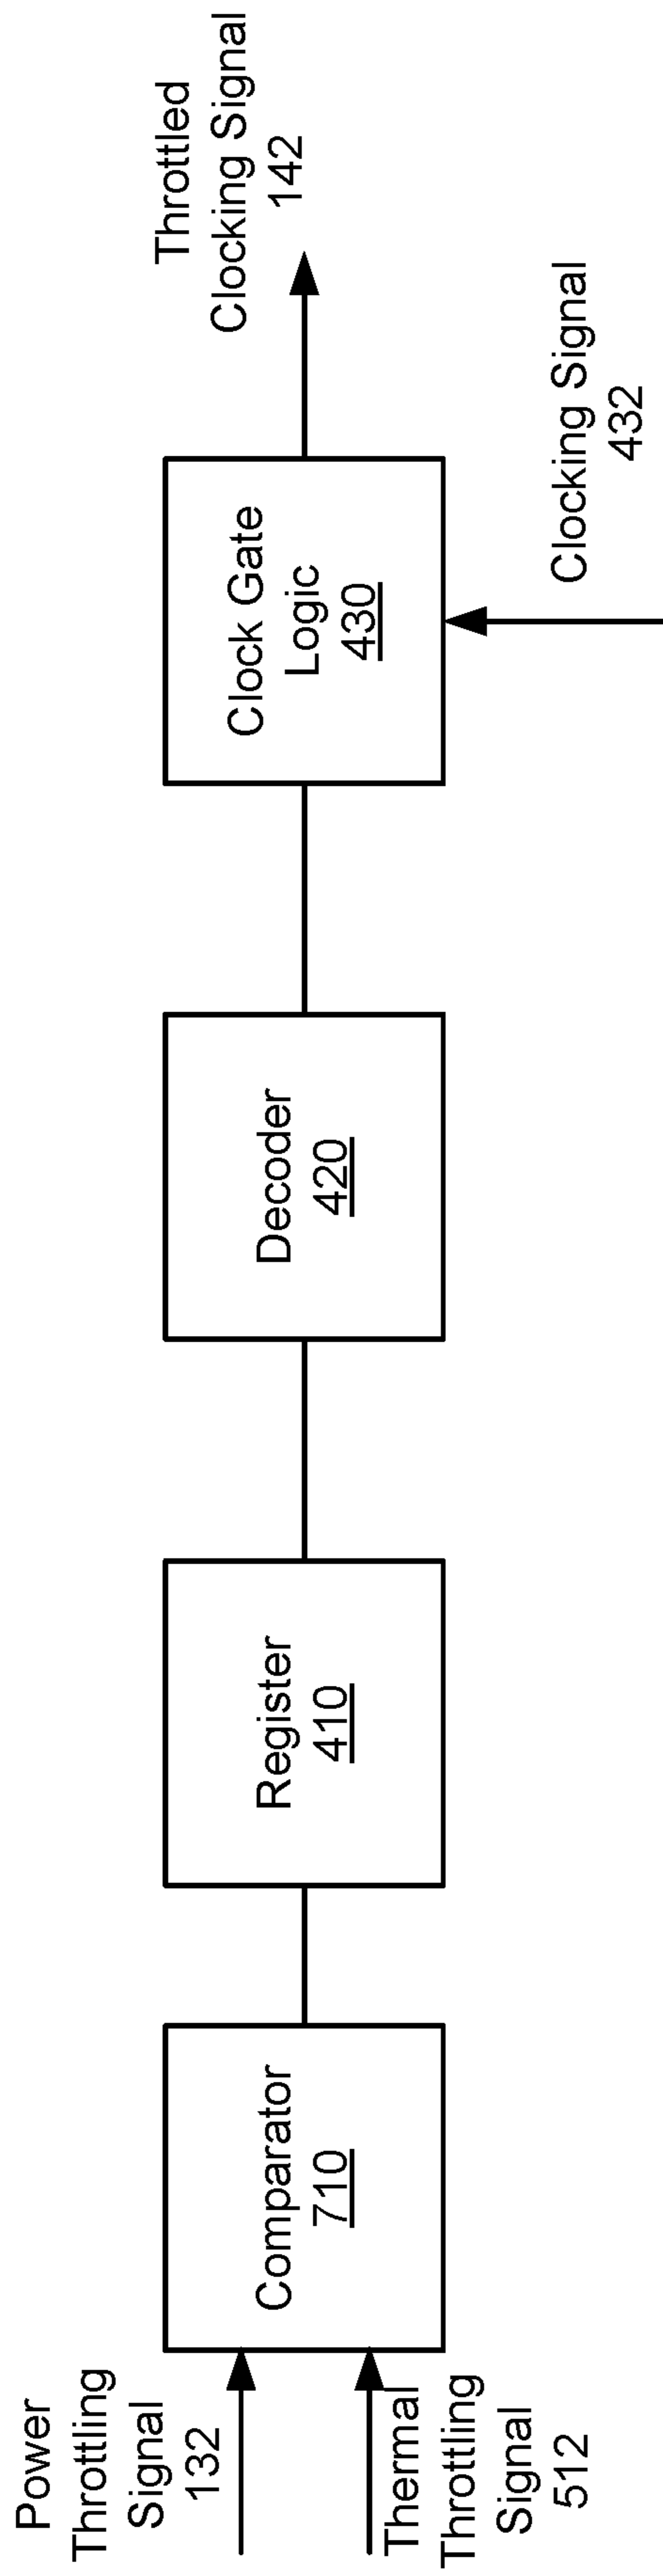 Power
Throttling
Signal
132
Thermal
Throttling
Signal
512
Comparator
710
Register
410
Decoder
420
Clock Gate
Logic
430
Throttled
Clocking Signal
142
Clocking Signal
432